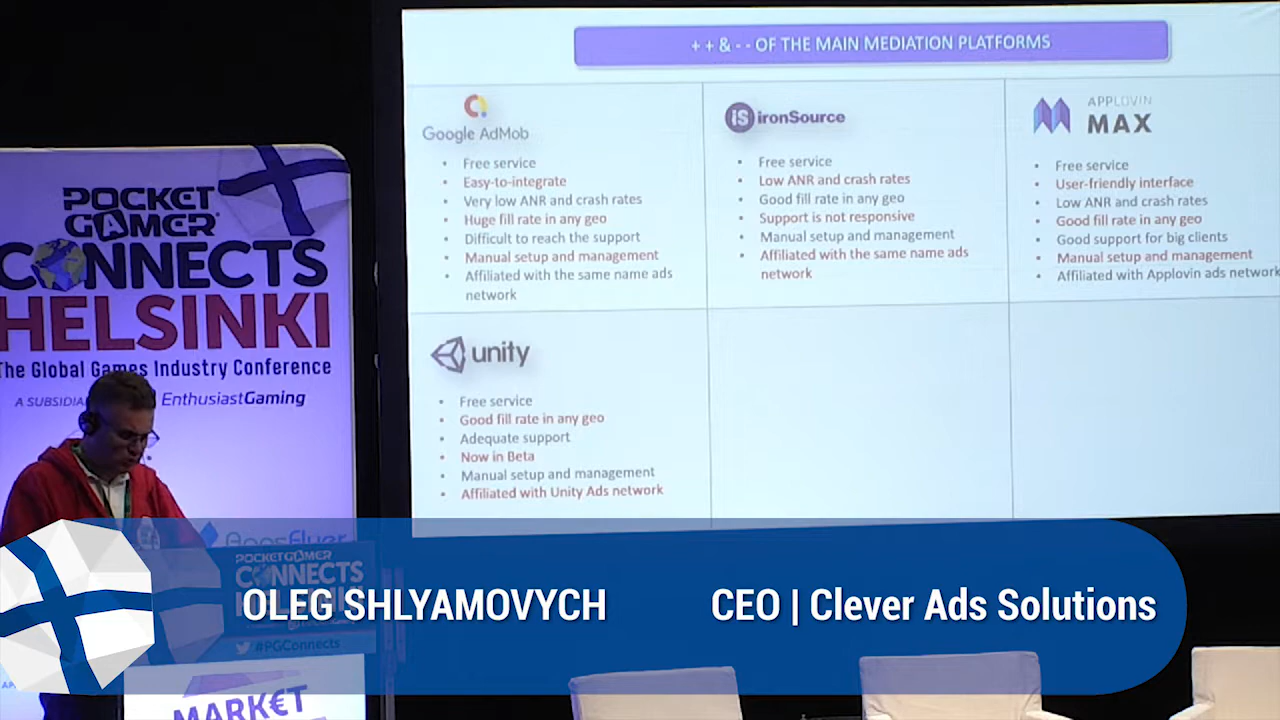 + + & - - OF THE MAIN MEDIATION PLATFORMS
Google AdMob
• Free service
• Easy-to-integrate
• Very low ANR and crash rates
• Huge fill rate in any geo
• Difficult to reach the support
• Manual setup and management
• Affiliated with the same name ads
network
iS ironSource
• Free service
• Low ANR and crash rates
• Good fill rate in any geo
• Support is not responsive
• Manual setup and management
• Affiliated with the same name ads
network
APPLOVIN
MAX
• Free service
• User-friendly interface
• Low ANR and crash rates
• Good fill rate in any geo
• Good support for big clients
• Manual setup and management
• Affiliated with Applovin ads network
unity
• Free service
• Good fill rate in any geo
• Adequate support
• Now in Beta
• Manual setup and management
• Affiliated with Unity Ads network
POCKET
GAMER
CONNECTS
HELSINKI
The Global Games Industry Conference
A SUBSIDIA EnthusiastGaming
AppsFlyer
POCKET GAMER
CONNECTS
#PGConnects
OLEG SHLYAMOVYCH
CEO | Clever Ads Solutions
MARK€T